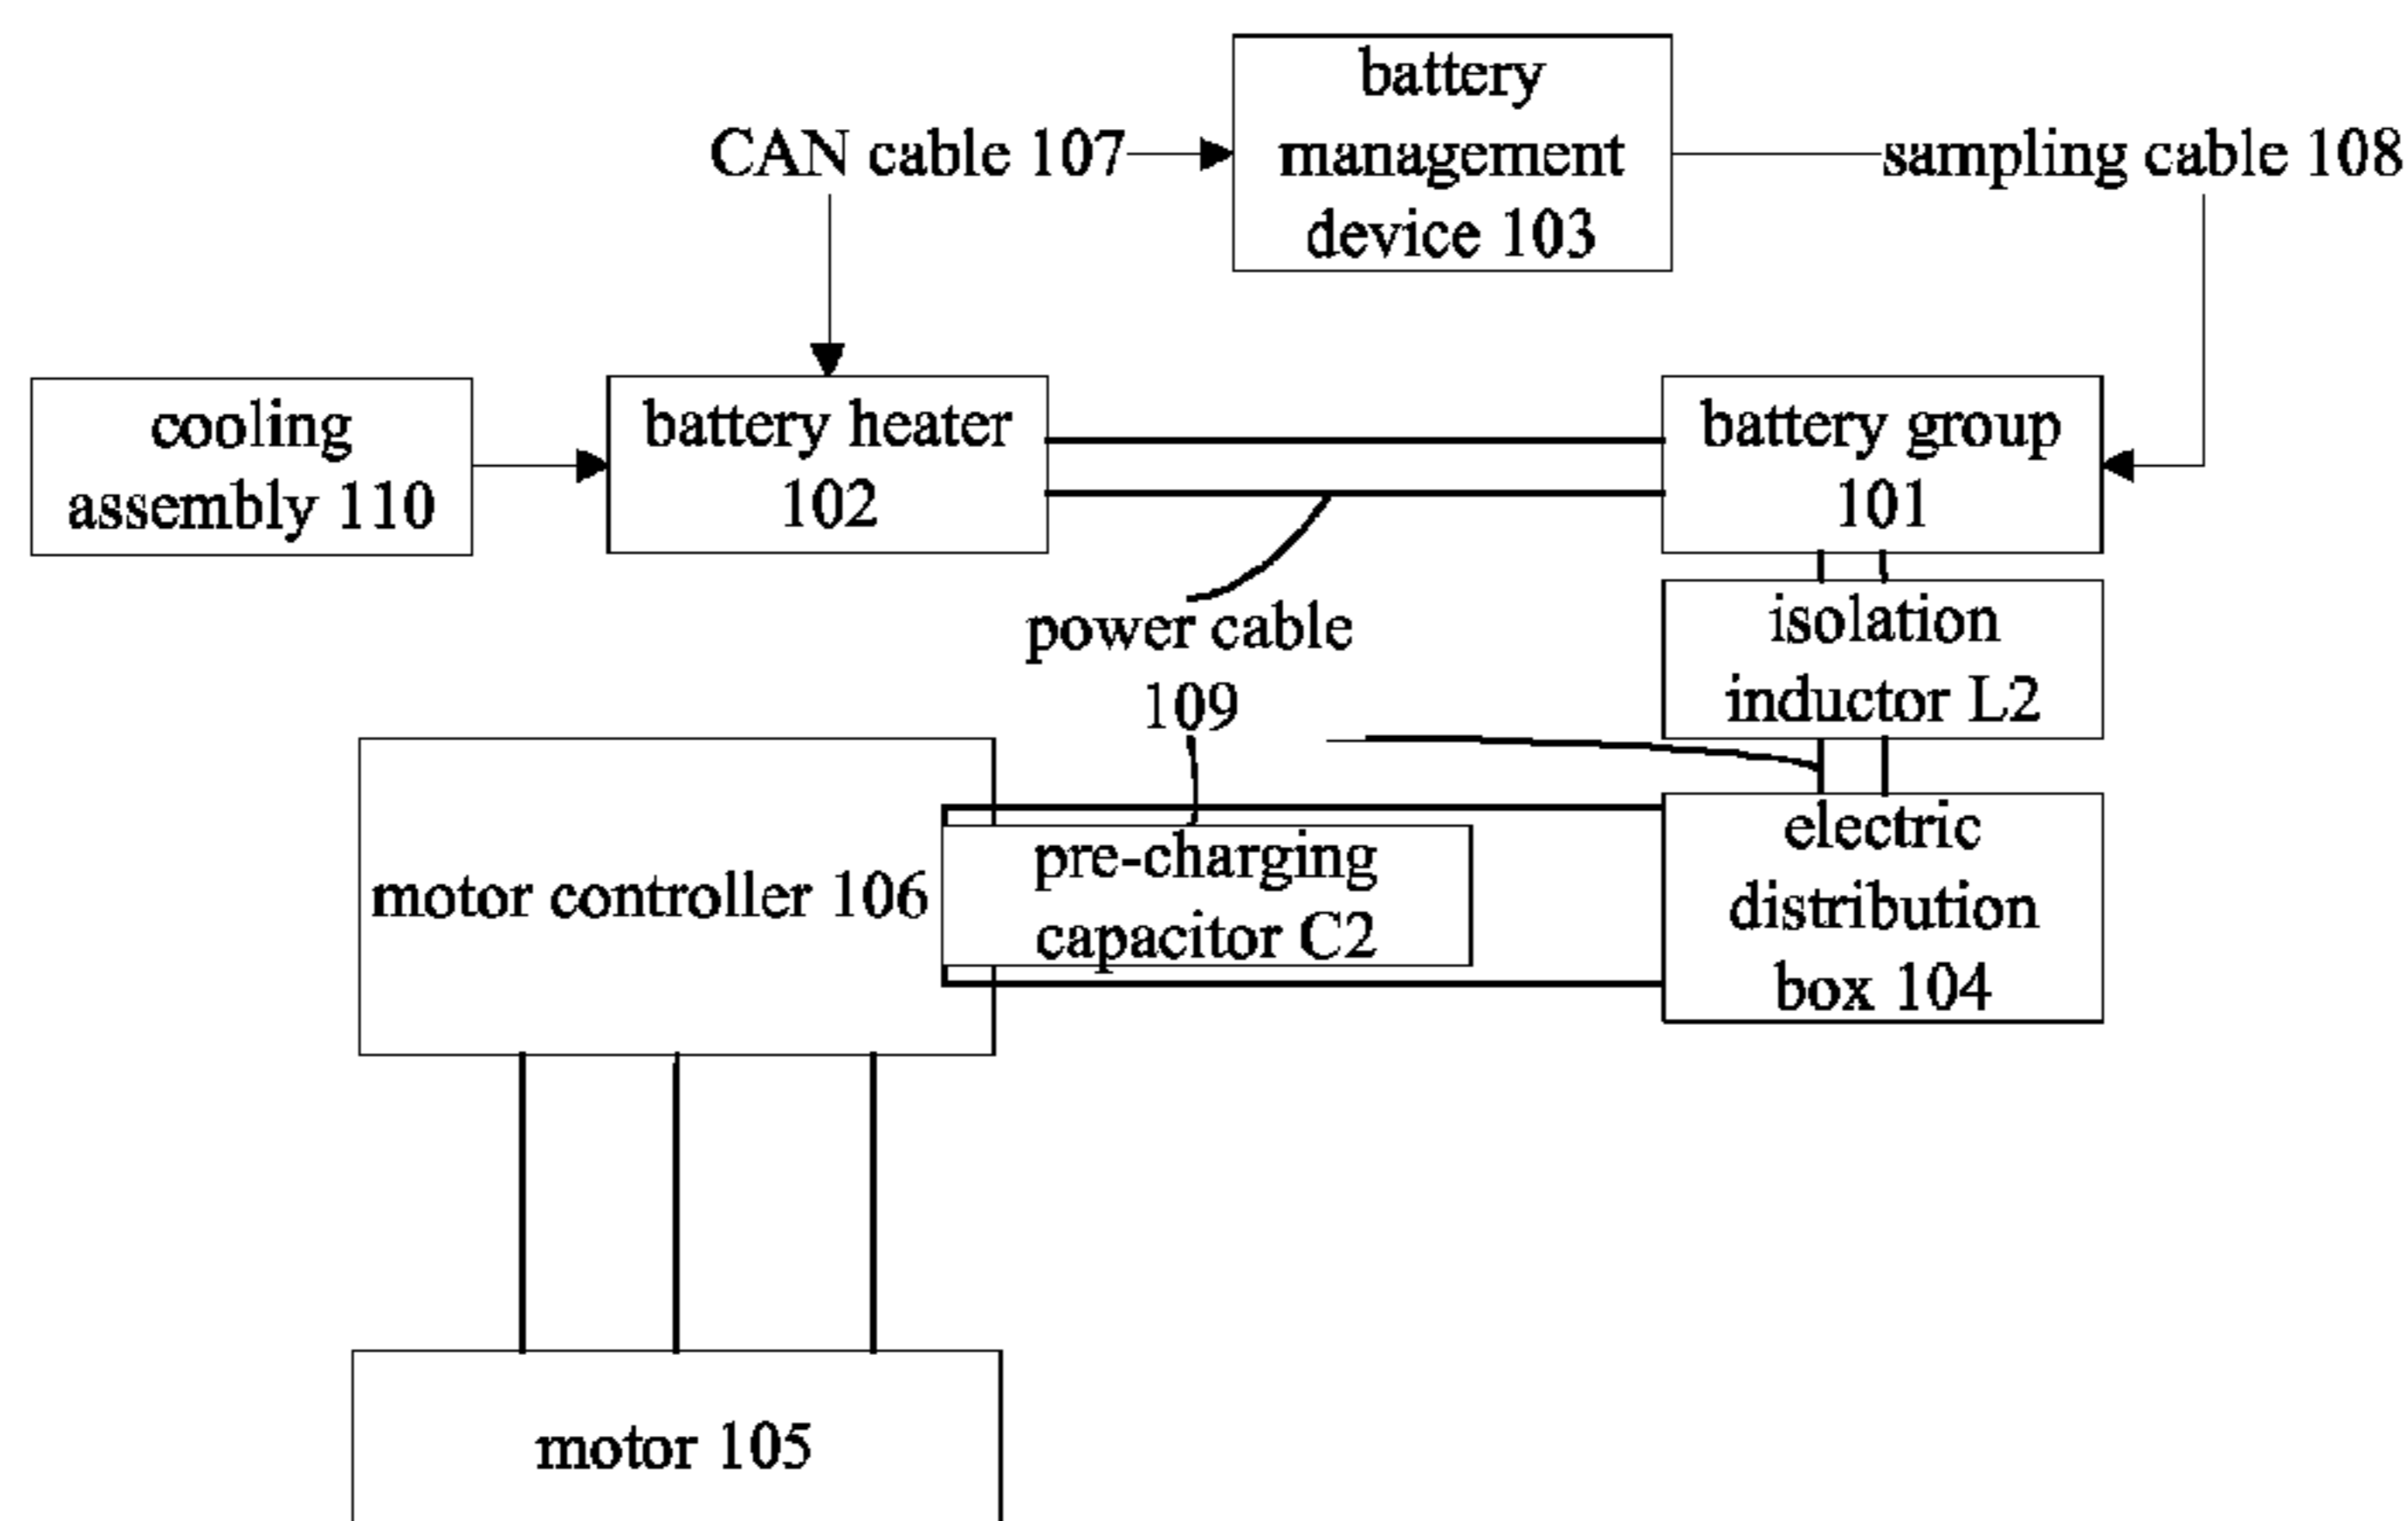 battery
management
device 103
CAN cable 107
sampling cable 108
cooling
assembly 110
battery heater
102
battery group
101
power cable
109
isolation
inductor L2
motor controller 106
pre-charging
capacitor C2
electric
distribution
box 104
motor 105